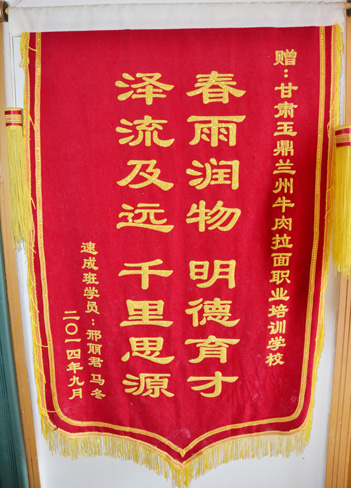 赠：甘肃玉鼎兰州牛肉拉面职业培训学校
春雨润物 明德育才
泽流及远 千里思源
速成班学员：邢丽君 马冬
二〇一四年九月